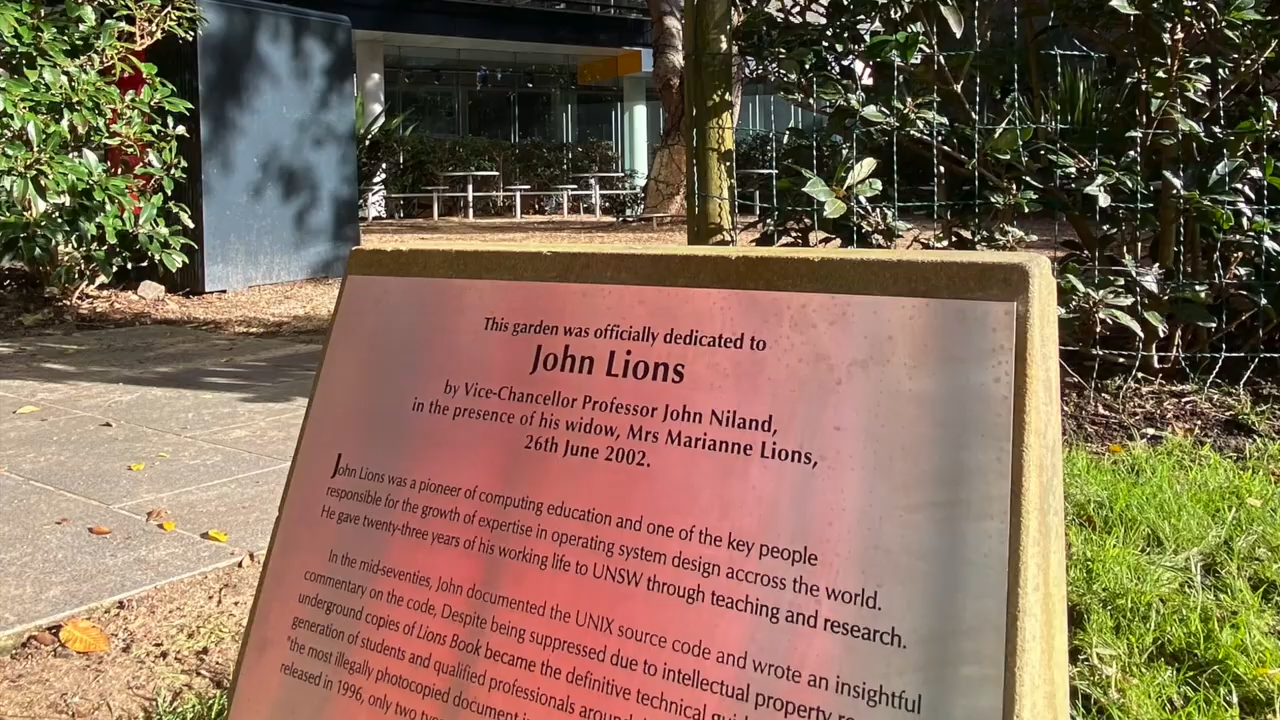 This garden was officially dedicated to
John Lions
by Vice-Chancellor Professor John Niland,
in the presence of his widow, Mrs Marianne Lions,
26th June 2002.
John Lions was a pioneer of computing education and one of the key people
responsible for the growth of expertise in operating system design accross the world.
He gave twenty-three years of his working life to UNSW through teaching and research.
In the mid-seventies, John documented the UNIX source code and wrote an insightful
commentary on the code, Despite being suppressed due to intellectual property
underground copies of Lions Book became the definitive technical
generation of students and qualified professionals around
"the most illegally photocopied document
released in 1996, only two